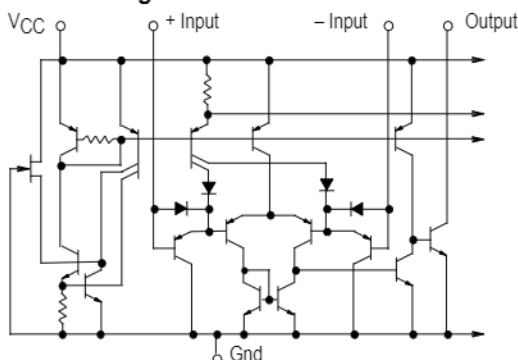 VCC
+ Input
– Input
Output
Gnd